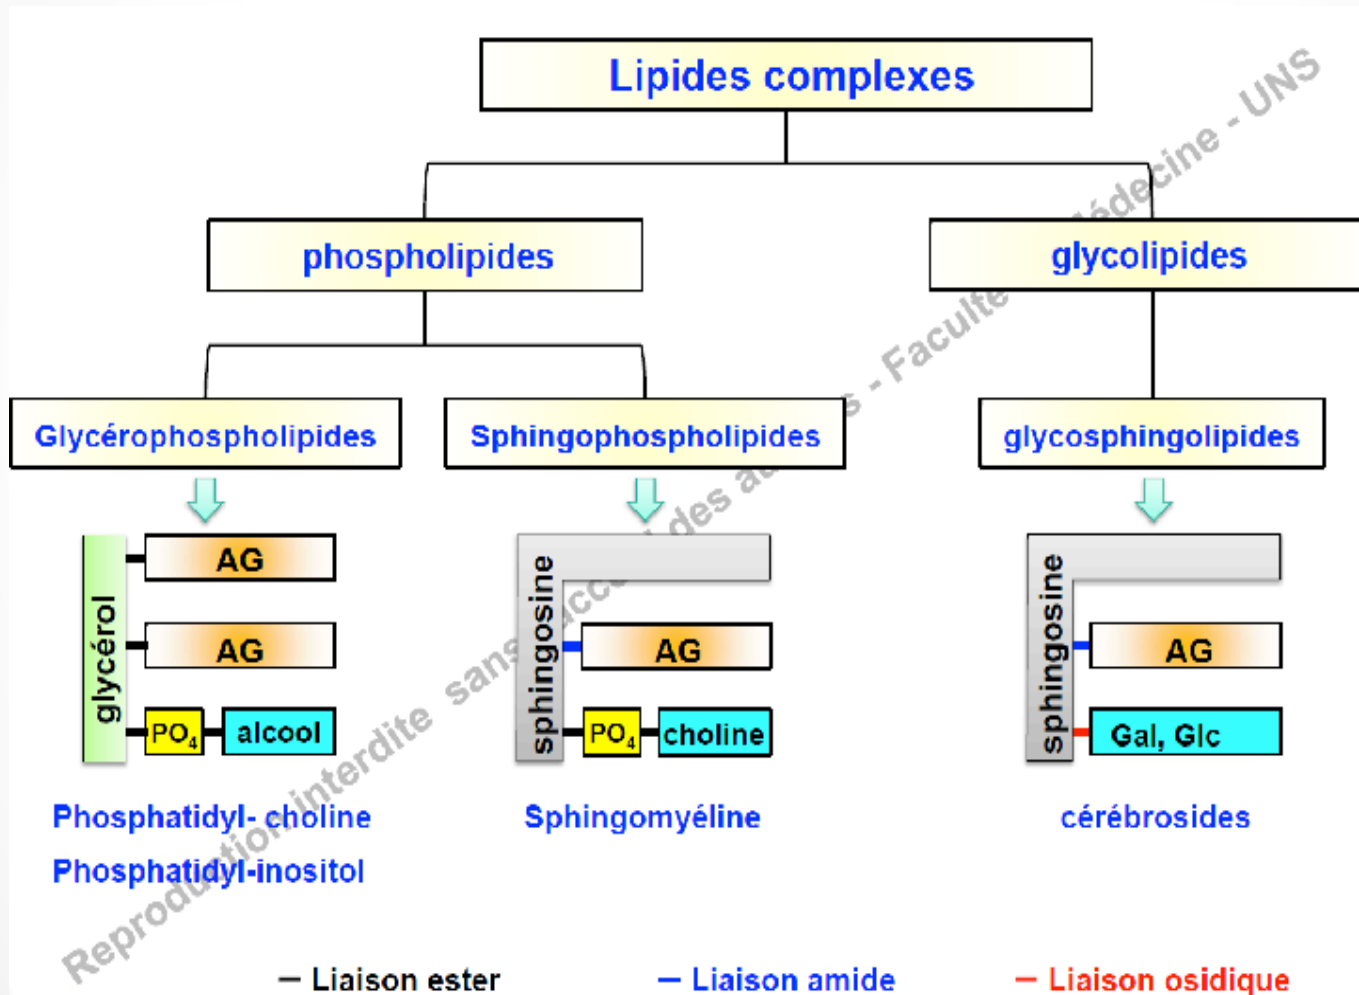 Lipides complexes
phospholipides
glycolipides
Glycérophospholipides
Sphingophospholipides
glycosphingolipides
glycérol
AG
AG
PO4
alcool
sphingosine
AG
PO4
choline
sphingosine
AG
Gal, Glc
Phosphatidyl- choline
Phosphatidyl-inositol
Sphingomyéline
cérébrosides
– Liaison ester
– Liaison amide
– Liaison osidique
Reproduction interdite sans des - Faculté - UNS